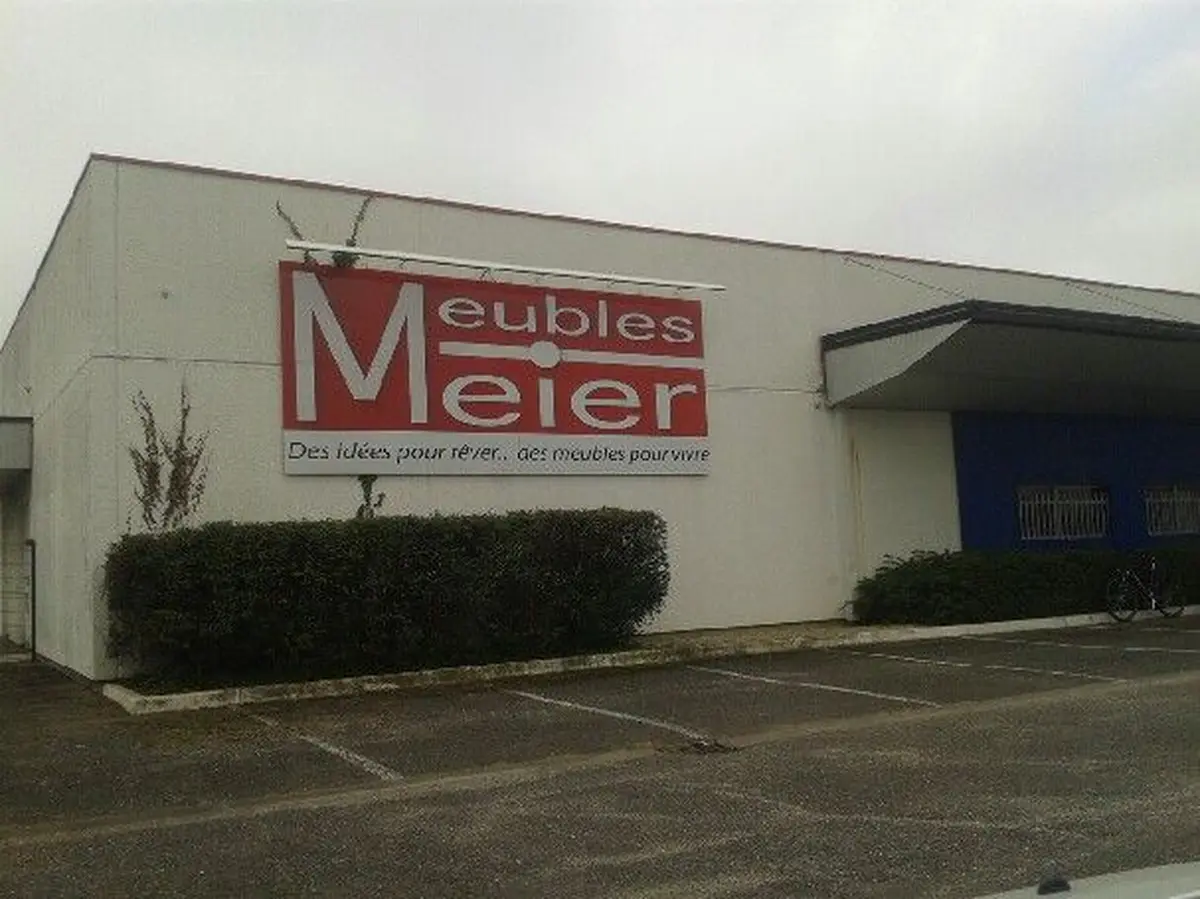 Meubles
Meier
Des idées pour rêver.. des meubles pour vivre